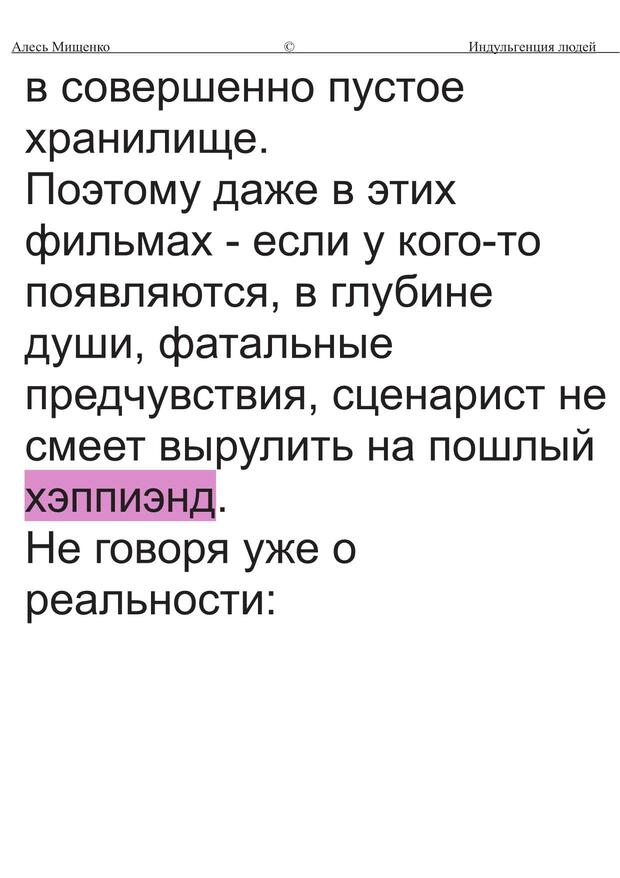 Алесь Мищенко © Индульгенция людей
в совершенно пустое
хранилище.
Поэтому даже в этих
фильмах - если у кого-то
появляются, в глубине
души, фатальные
предчувствия, сценарист не
смеет вырулить на пошлый
хэппиэнд.
Не говоря уже о
реальности: